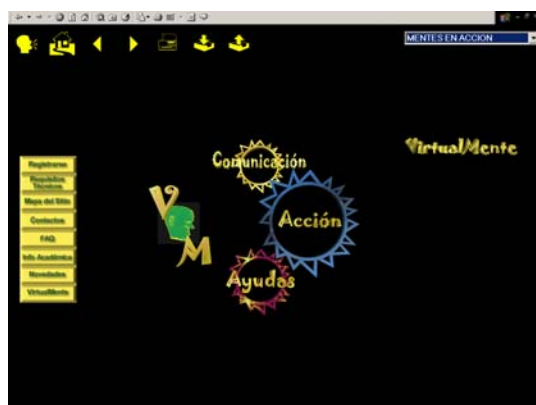 MENTES EN ACCION
VirtualMente
Comunicación
Registrarse
Requisitos
Técnicos
Mapa del Sitio
V
Acción
Contactos
FAQ
M
Info Académica
Ayudas
Novedades
VirtualMente